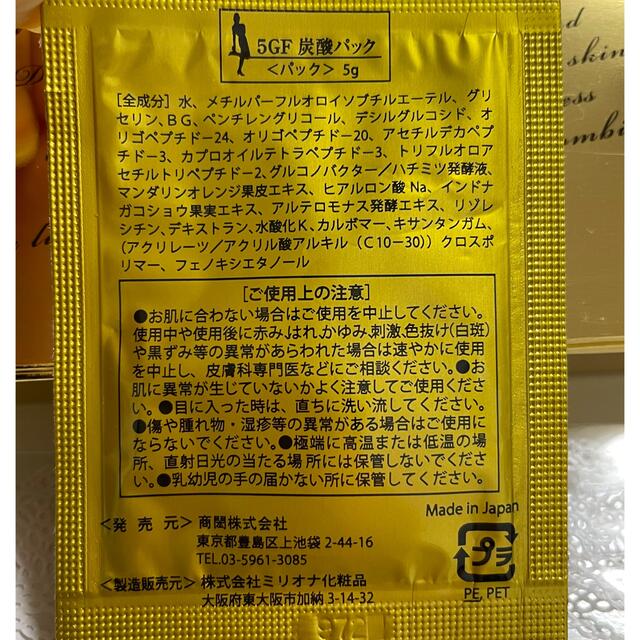 5GF 炭酸パック
＜パック＞ 5g
[全成分] 水、メチルパーフルオロイソブチルエーテル、グリ
セリン、BG、ペンチレングリコール、デシルグルコシド、オ
リゴペプチド－24、オリゴペプチド－20、アセチルデカペプ
チド－3、カプロオイルテトラペプチド－3、トリフルオロア
セチルトリペプチド－2、グルコノバクター／ハチミツ発酵液、
マンダリンオレンジ果皮エキス、ヒアルロン酸Na、インドナ
ガコショウ果実エキス、アルテロモナス発酵エキス、リゾレ
シチン、デキストラン、水酸化K、カルボマー、キサンタンガム、
（アクリレーツ／アクリル酸アルキル（C10－30））クロスポ
リマー、フェノキシエタノール
[ご使用上の注意]
●お肌に合わない場合はご使用を中止してください。
使用中や使用後に赤み、はれ、かゆみ、刺激、色抜け(白斑)
や黒ずみ等の異常があらわれた場合は速やかに使用
を中止し、皮膚科専門医などにご相談ください。●お
肌に異常が生じていないかよく注意してご使用くだ
さい。●目に入った時は、直ちに洗い流してください。
●傷や腫れ物・湿疹等の異常がある場合はご使用に
ならないでください。●極端に高温または低温の場
所、直射日光の当たる場所には保管しないでくださ
い。●乳幼児の手の届かない所に保管してください。
Made in Japan
＜発 売 元＞ 商閣株式会社
東京都豊島区上池袋 2-44-16
TEL.03-5961-3085
＜製造販売元＞ 株式会社ミリオナ化粧品
大阪府東大阪市加納 3-14-32
プラ
PE, PET
skin
ess
ombi